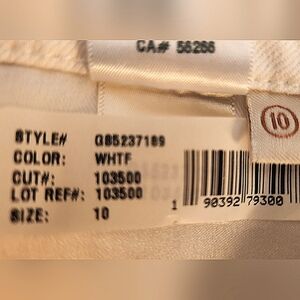 CA# 56266
10
STYLE# G85237189
COLOR: WHTF
CUT#: 103500
LOT REF#: 103500
SIZE: 10
1 90392 79300